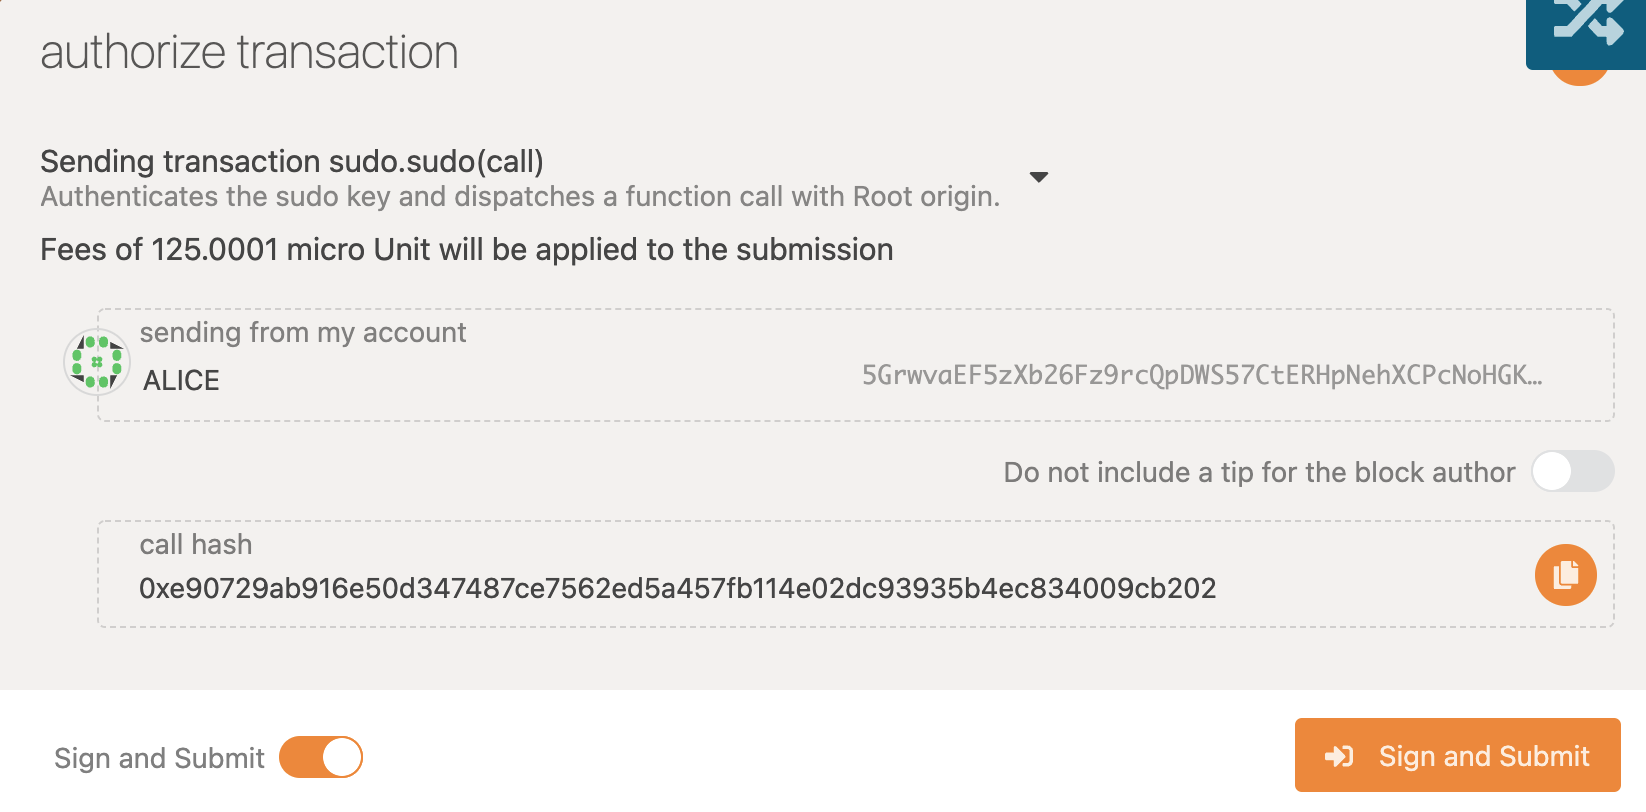 authorize transaction
Sending transaction sudo.sudo(call)
Authenticates the sudo key and dispatches a function call with Root origin.
Fees of 125.0001 micro Unit will be applied to the submission
sending from my account
ALICE
5GrwvaEF5zXb26Fz9rcQpDWS57CtERHpNehXCPcNoHGK…
Do not include a tip for the block author
call hash
0xe90729ab916e50d347487ce7562ed5a457fb114e02dc93935b4ec834009cb202
Sign and Submit
Sign and Submit